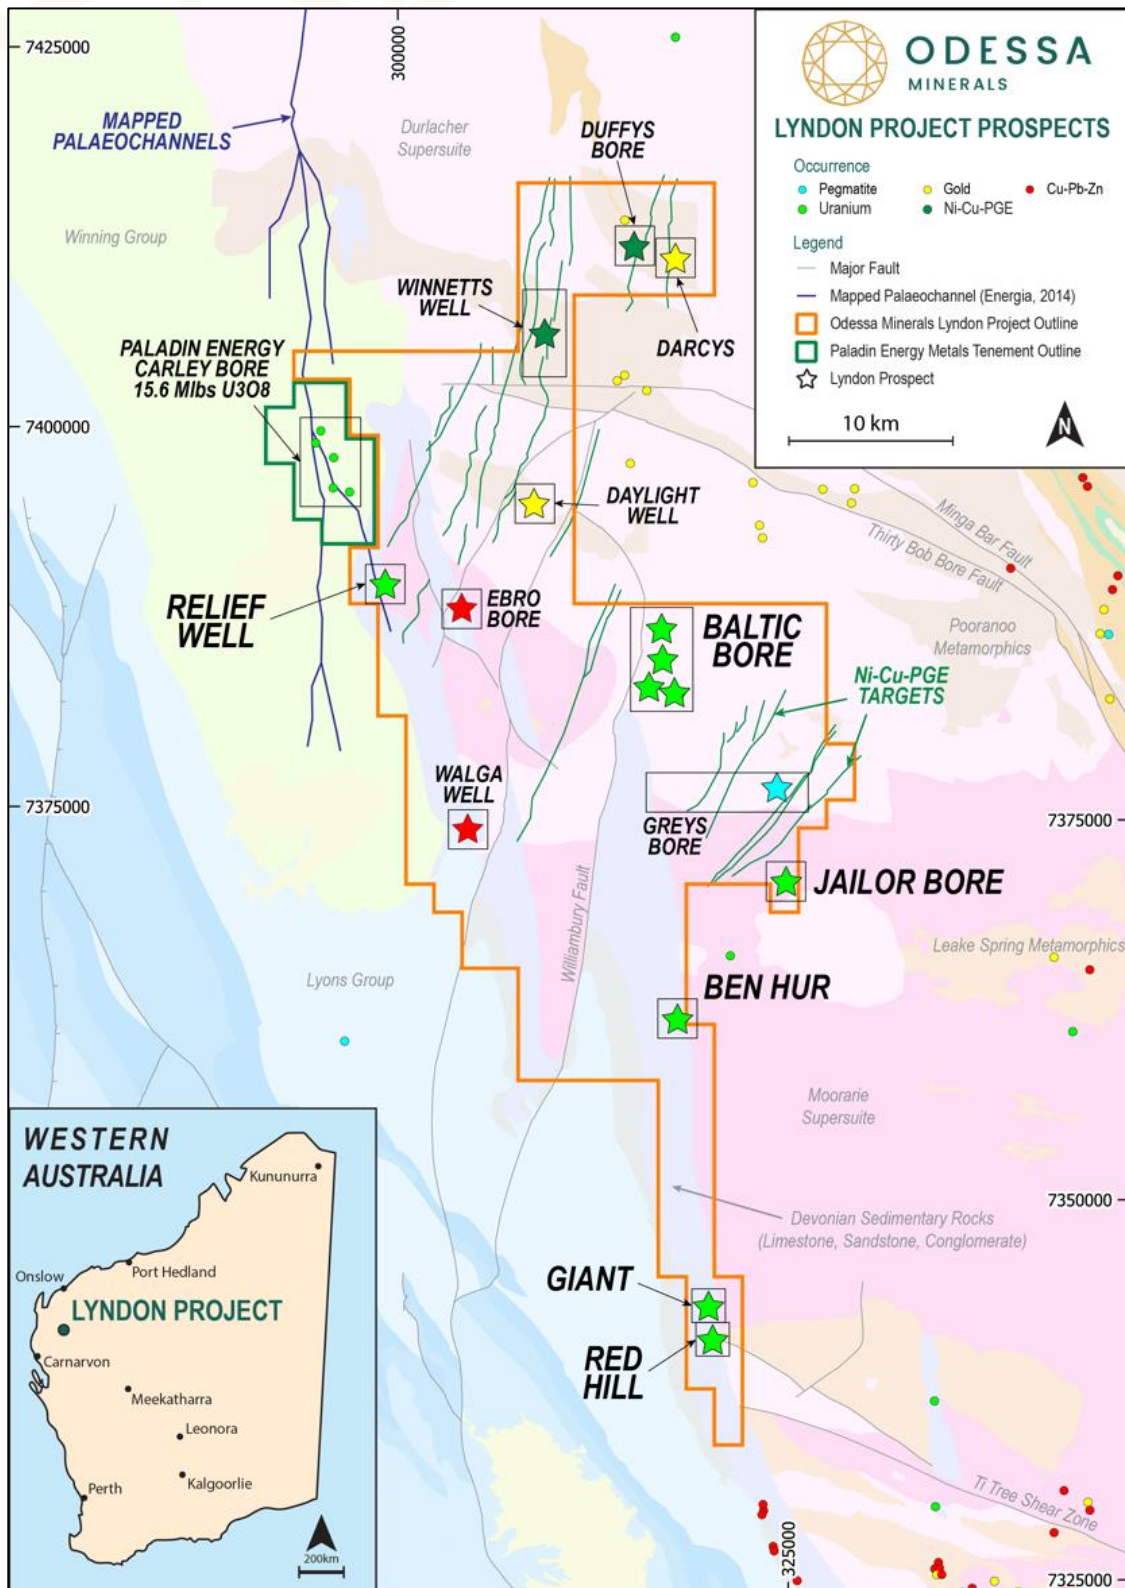 7425000
300000
ODESSA
MINERALS
LYNDON PROJECT PROSPECTS
Occurrence
Pegmatite
Gold
Cu-Pb-Zn
Uranium
Ni-Cu-PGE
Legend
Major Fault
Mapped Palaeochannel (Energia, 2014)
Odessa Minerals Lyndon Project Outline
Paladin Energy Metals Tenement Outline
Lyndon Prospect
10 km
N
MAPPED
PALAEOCHANNELS
Durlacher
Supersuite
DUFFYS
BORE
Winning Group
WINNETTS
WELL
DARCYS
PALADIN ENERGY
CARLEY BORE
15.6 Mlbs U3O8
7400000
DAYLIGHT
WELL
Minga Bar Fault
Thirty Bob Bore Fault
RELIEF
WELL
EBRO
BORE
BALTIC
BORE
Pooranoo
Metamorphics
Ni-Cu-PGE
TARGETS
WALGA
WELL
7375000
7375000
GREYS
BORE
JAILOR BORE
Williambury Fault
Leake Spring Metamorphics
Lyons Group
BEN HUR
Moorarie
Supersuite
7350000
Devonian Sedimentary Rocks
(Limestone, Sandstone, Conglomerate)
GIANT
RED
HILL
Ti Tree Shear Zone
325000
7325000
WESTERN
AUSTRALIA
Kununurra
Port Hedland
Onslow
LYNDON PROJECT
Carnarvon
Meekatharra
Leonora
Kalgoorlie
Perth
200km